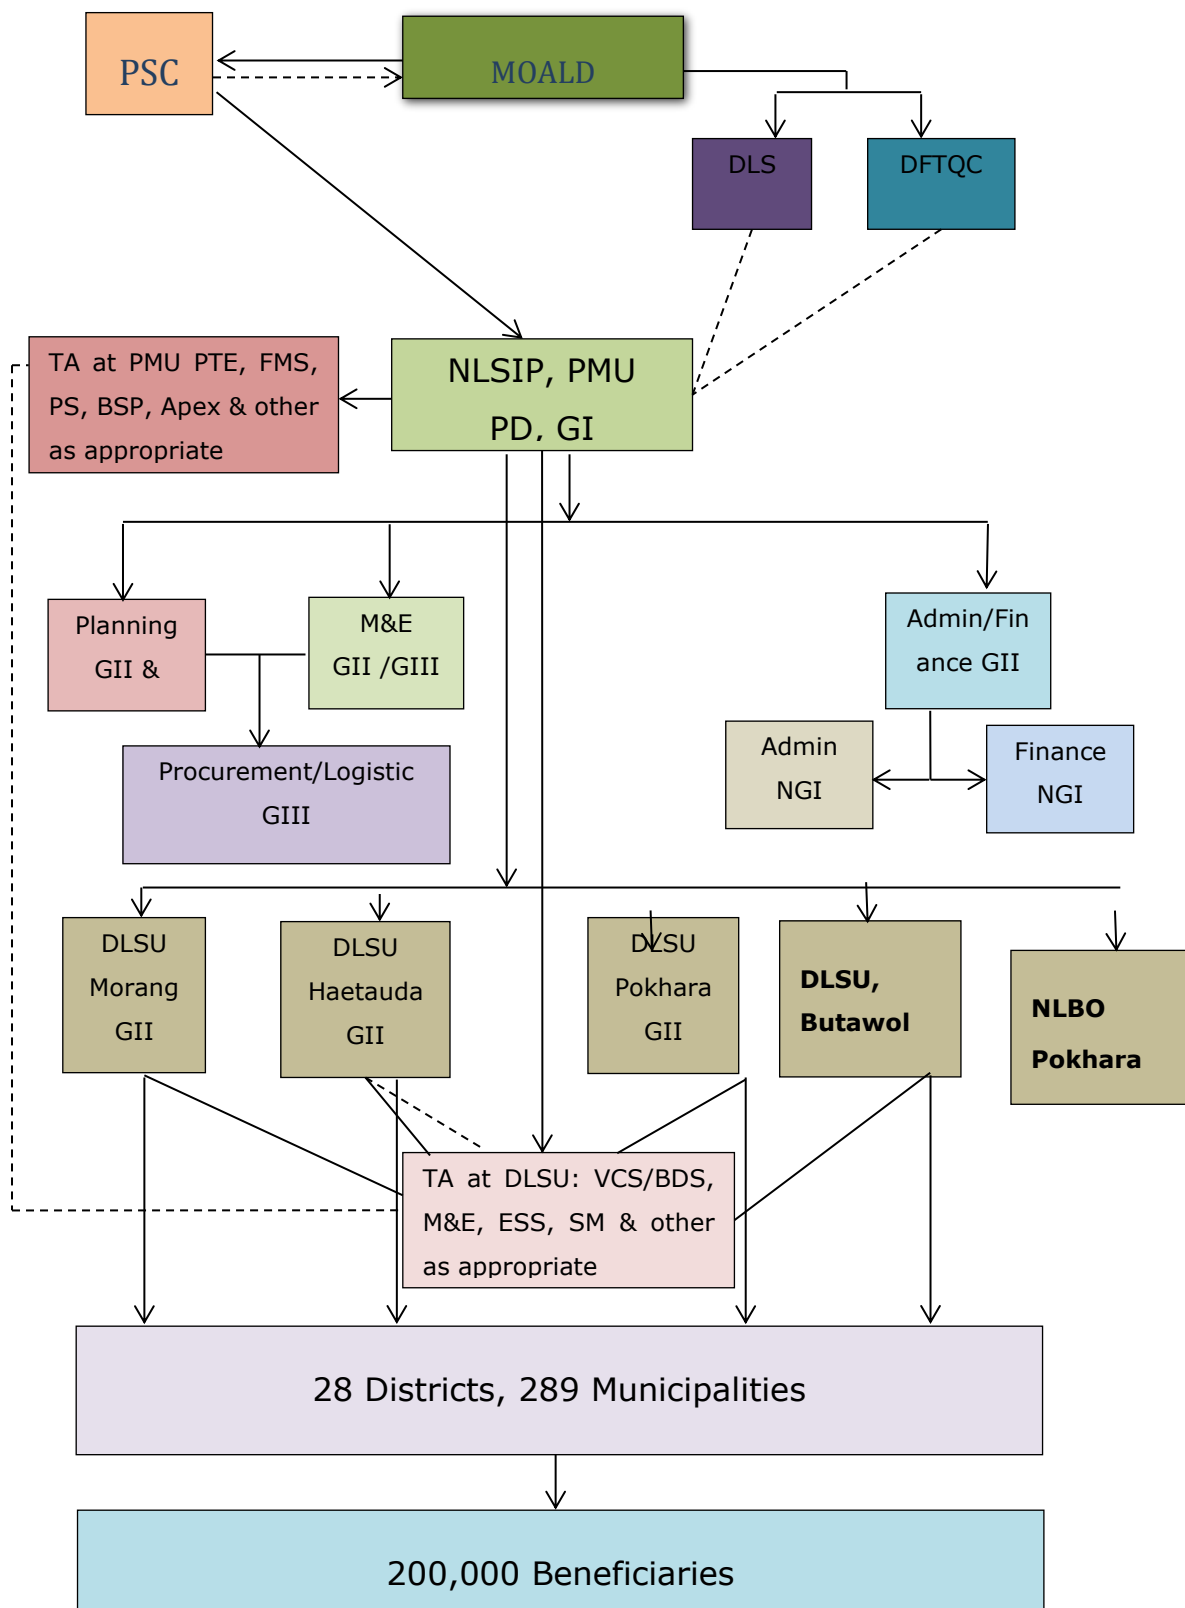 PSC
MOALD
DLS
DFTQC
TA at PMU PTE, FMS,
PS, BSP, Apex & other
as appropriate
NLSIP, PMU
PD, GI
Planning
GII &
M&E
GII /GIII
Admin/Fin
ance GII
Procurement/Logistic
GIII
Admin
NGI
Finance
NGI
DLSU
Morang
GII
DLSU
Haetauda
GII
DLSU
Pokhara
GII
DLSU,
Butawol
NLBO
Pokhara
TA at DLSU: VCS/BDS,
M&E, ESS, SM & other
as appropriate
28 Districts, 289 Municipalities
200,000 Beneficiaries